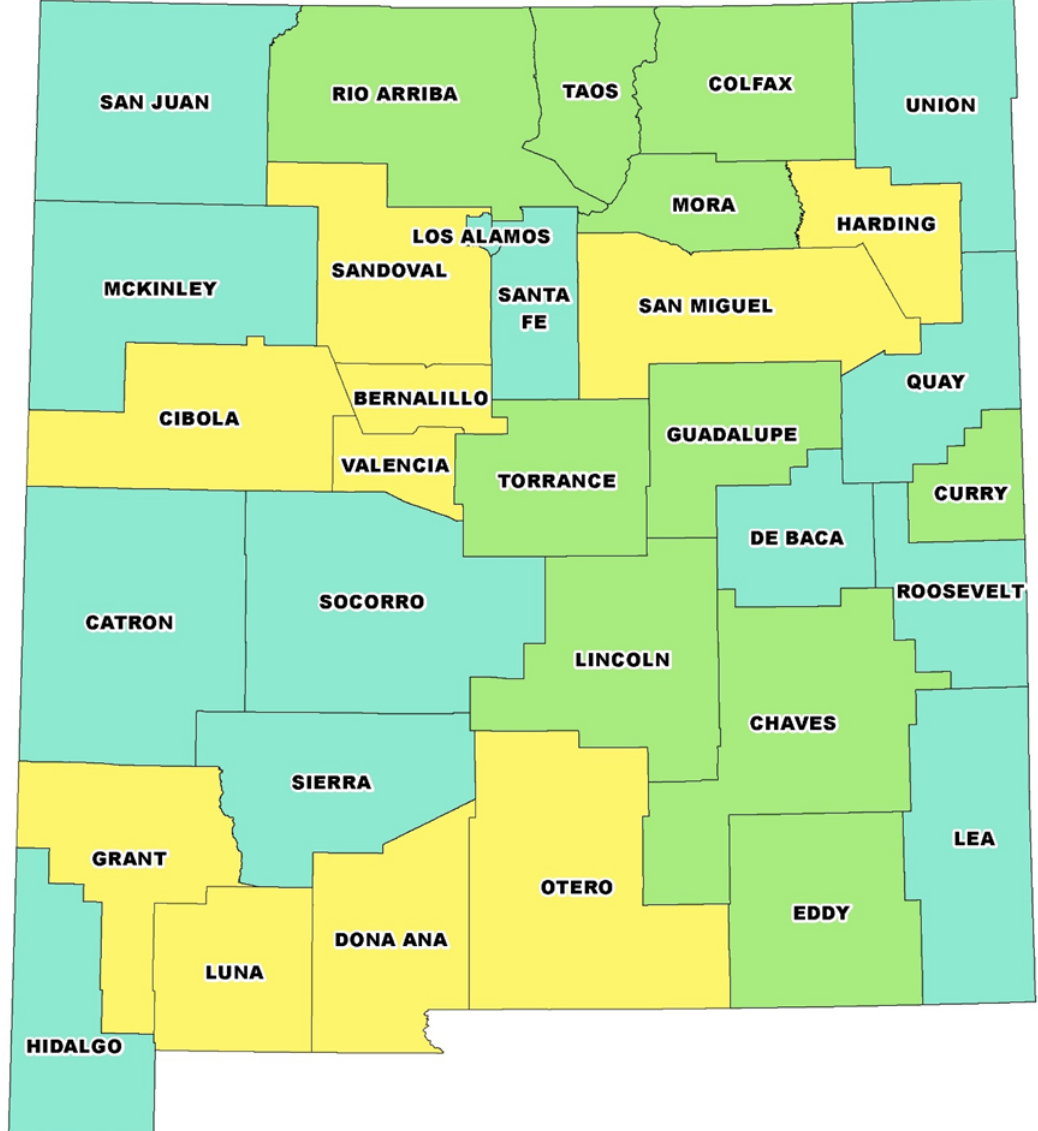 SAN JUAN
RIO ARRIBA
TAOS
COLFAX
UNION
MORA
HARDING
LOS ALAMOS
SANDOVAL
MCKINLEY
SANTA
FE
SAN MIGUEL
QUAY
BERNALILLO
CIBOLA
GUADALUPE
VALENCIA
TORRANCE
CURRY
DE BACA
ROOSEVELT
SOCORRO
CATRON
LINCOLN
CHAVES
SIERRA
LEA
GRANT
OTERO
EDDY
DONA ANA
LUNA
HIDALGO